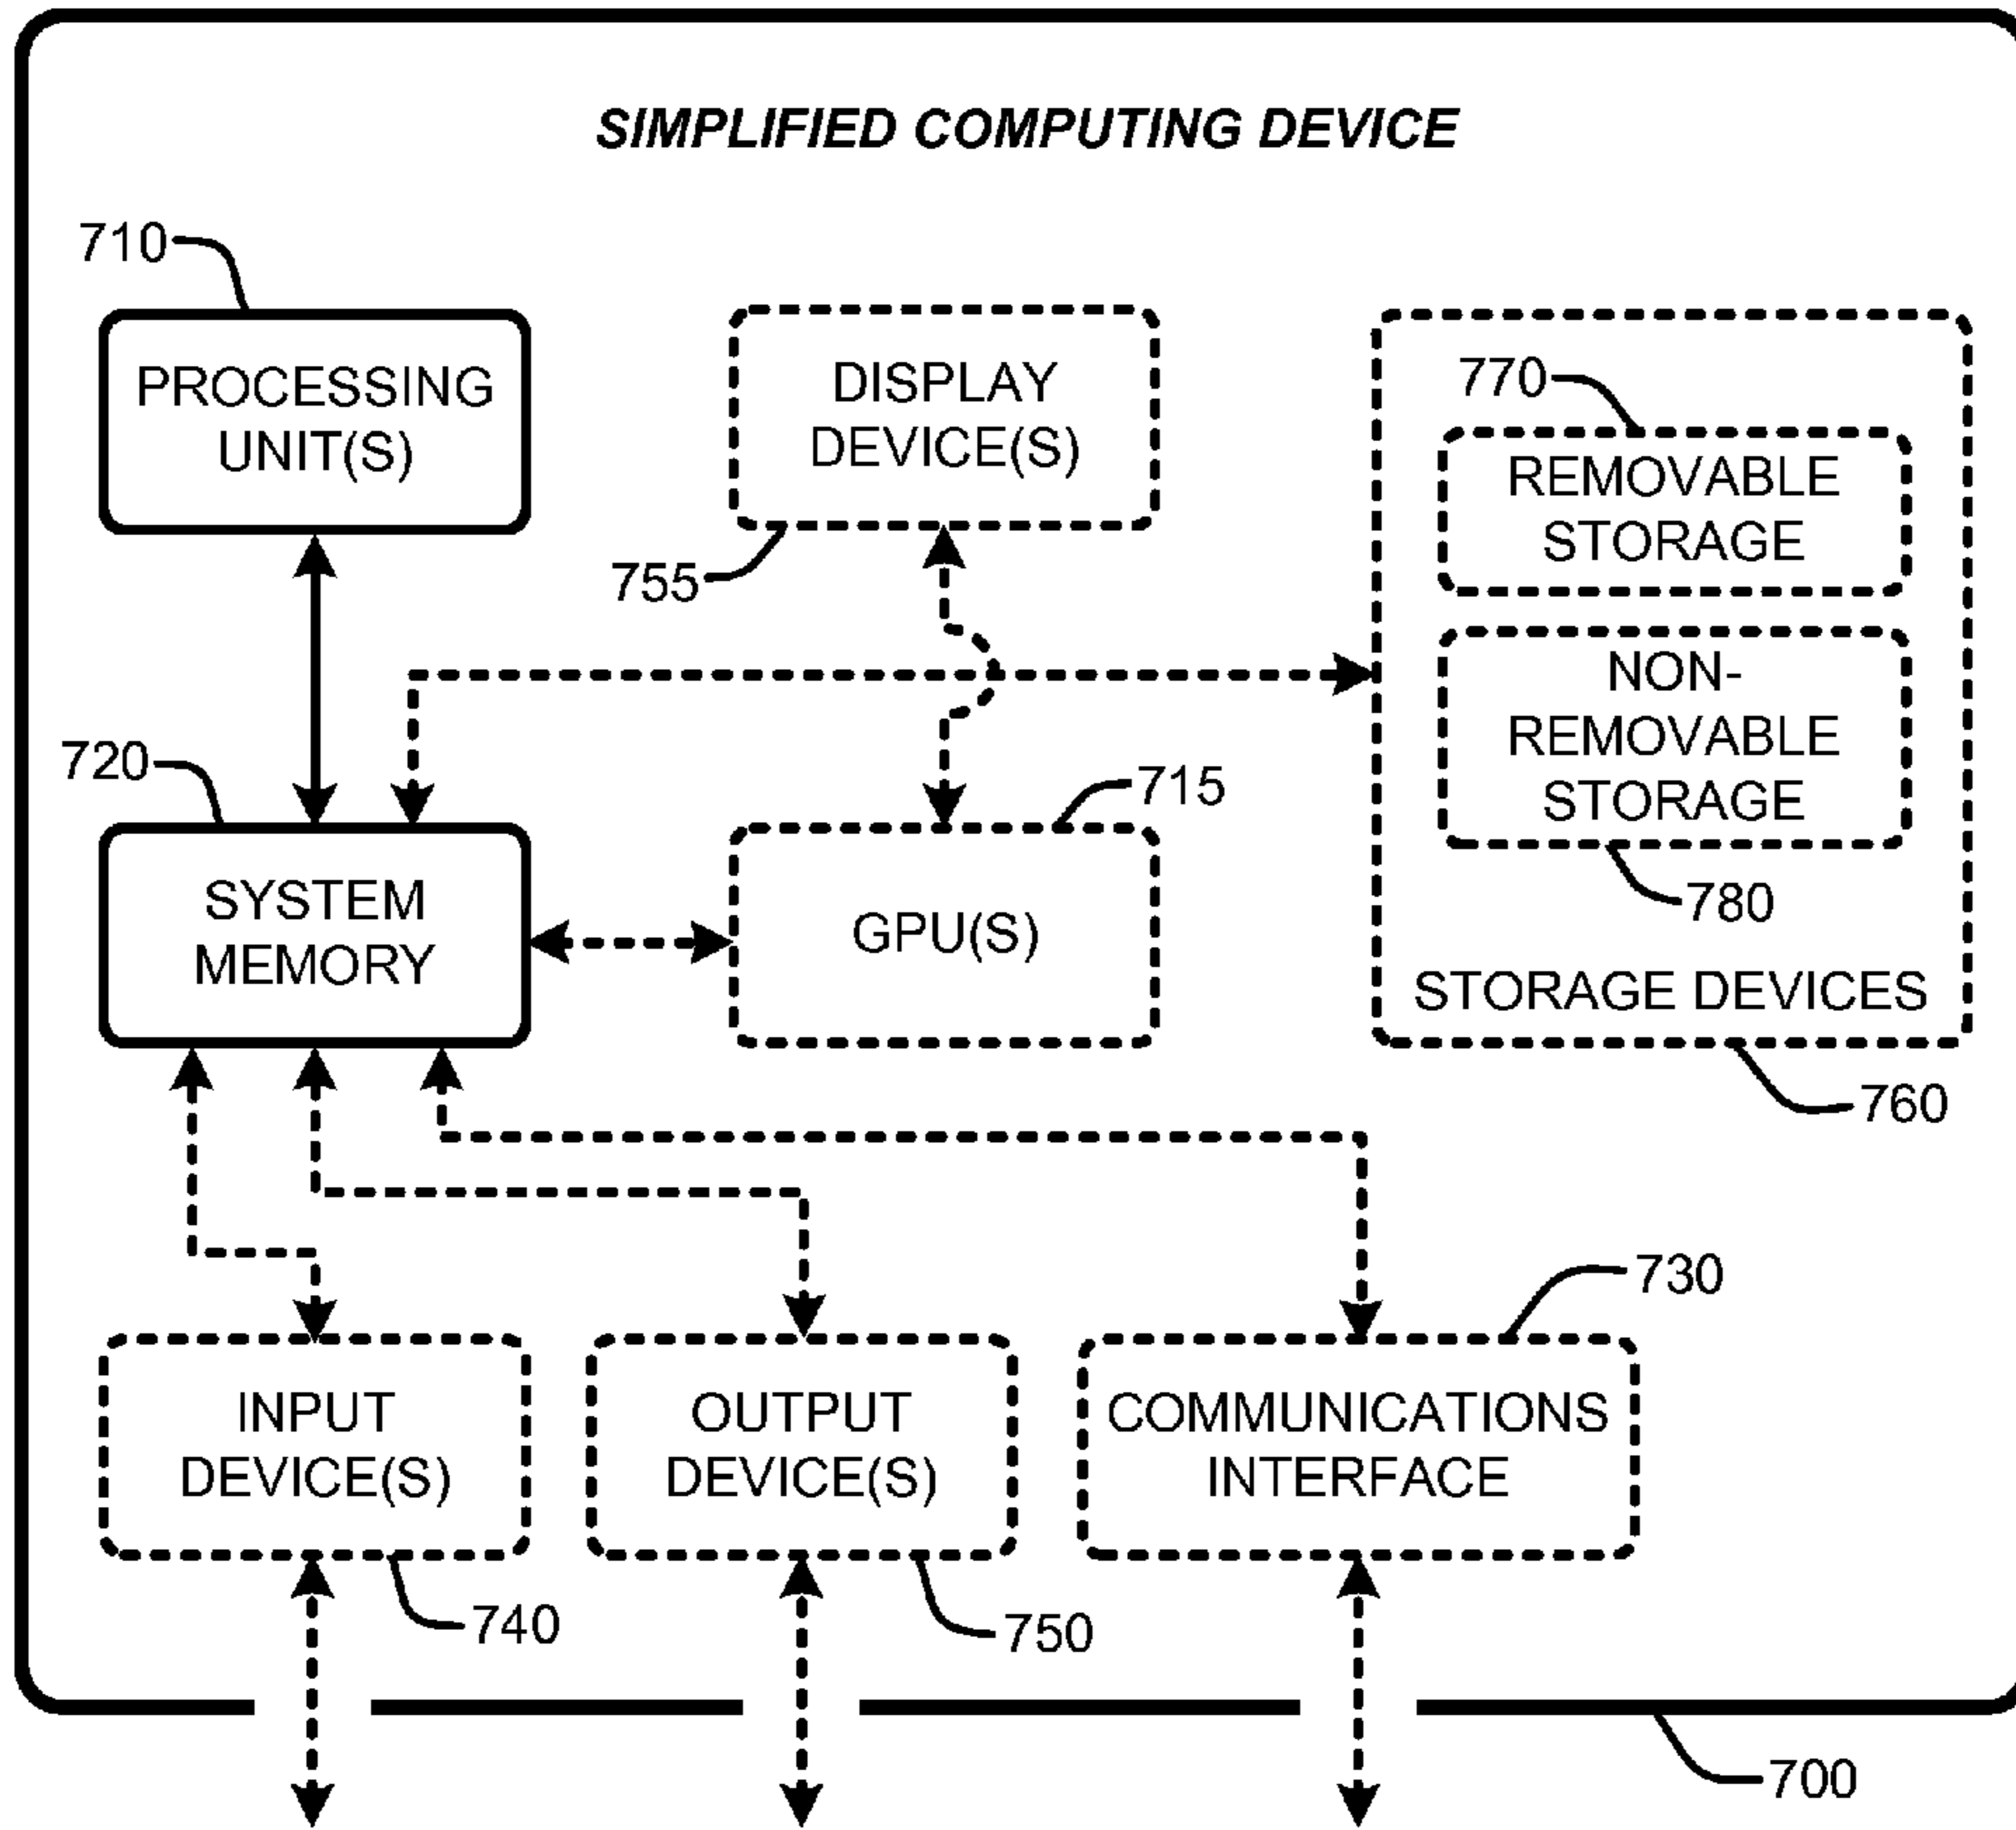 SIMPLIFIED COMPUTING DEVICE
710
PROCESSING
UNIT(S)
DISPLAY
DEVICE(S)
755
770
REMOVABLE
STORAGE
NON-
REMOVABLE
STORAGE
780
STORAGE DEVICES
760
720
SYSTEM
MEMORY
715
GPU(S)
730
INPUT
DEVICE(S)
740
OUTPUT
DEVICE(S)
750
COMMUNICATIONS
INTERFACE
700